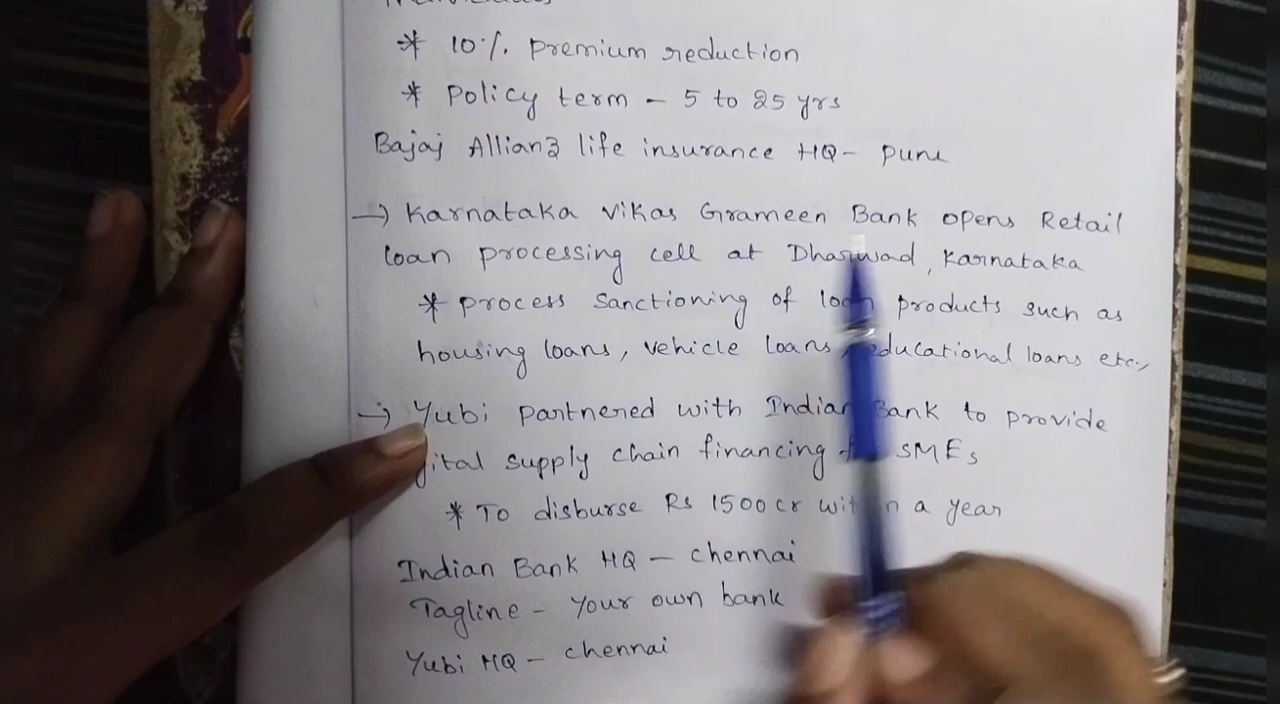 * 10% premium reduction
* Policy term - 5 to 25 yrs
Bajaj Allianz life insurance HQ - Pune
→ Karnataka Vikas Grameen Bank opens Retail
loan processing cell at Dharwad, Karnataka
* process sanctioning of loan products such as
housing loans, vehicle loans, educational loans etc.,
→ Yubi partnered with Indian Bank to provide
gital supply chain financing SMEs
* To disburse Rs 1500cr within a year
Indian Bank HQ - Chennai
Tagline - Your own bank
Yubi HQ - Chennai